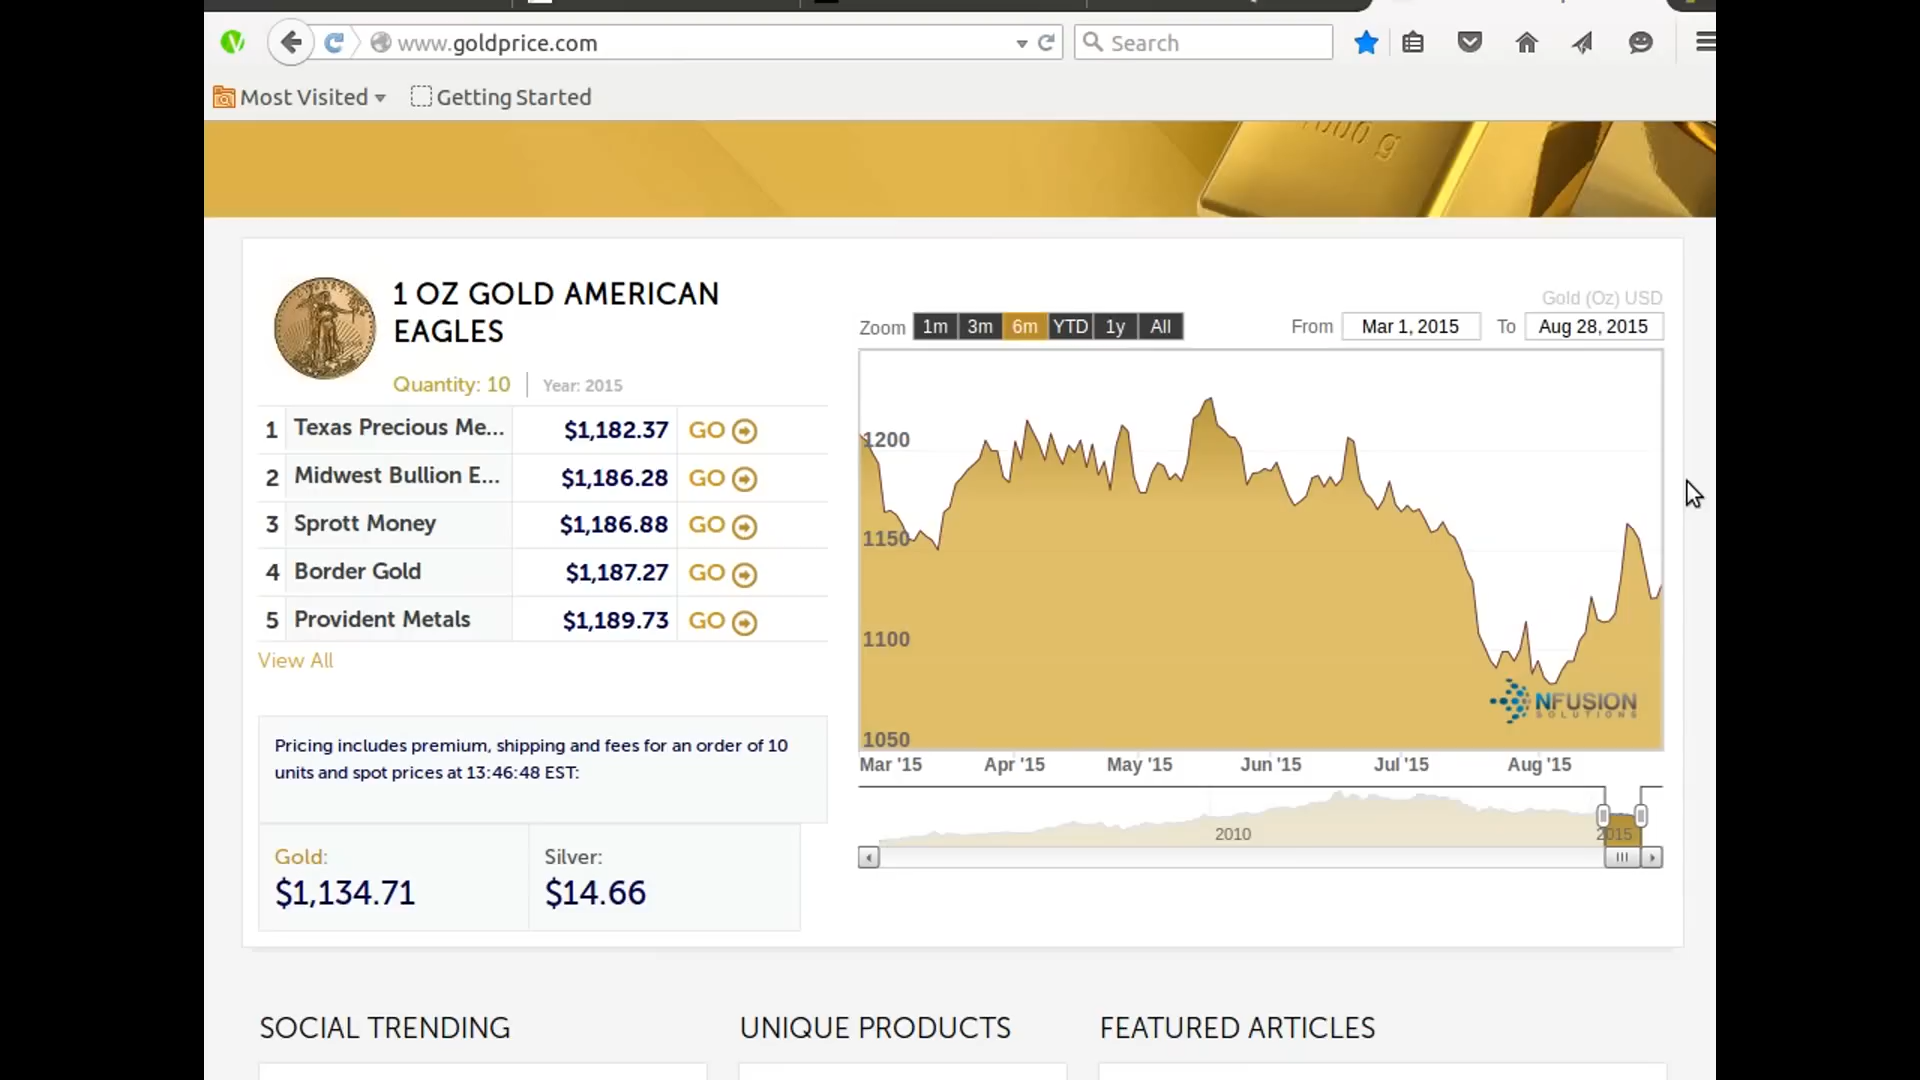 www.goldprice.com
Search
Most Visited
Getting Started
1000 g
1 OZ GOLD AMERICAN
EAGLES
Quantity: 10
Year: 2015
1 Texas Precious Me... $1,182.37 GO
2 Midwest Bullion E... $1,186.28 GO
3 Sprott Money $1,186.88 GO
4 Border Gold $1,187.27 GO
5 Provident Metals $1,189.73 GO
View All
Pricing includes premium, shipping and fees for an order of 10
units and spot prices at 13:46:48 EST:
Gold:
$1,134.71
Silver:
$14.66
Gold (Oz) USD
Zoom 1m 3m 6m YTD 1y All
From Mar 1, 2015 To Aug 28, 2015
1200
1150
1100
1050
NFUSION
SOLUTIONS
Mar '15 Apr '15 May '15 Jun '15 Jul '15 Aug '15
2010 2015
SOCIAL TRENDING
UNIQUE PRODUCTS
FEATURED ARTICLES